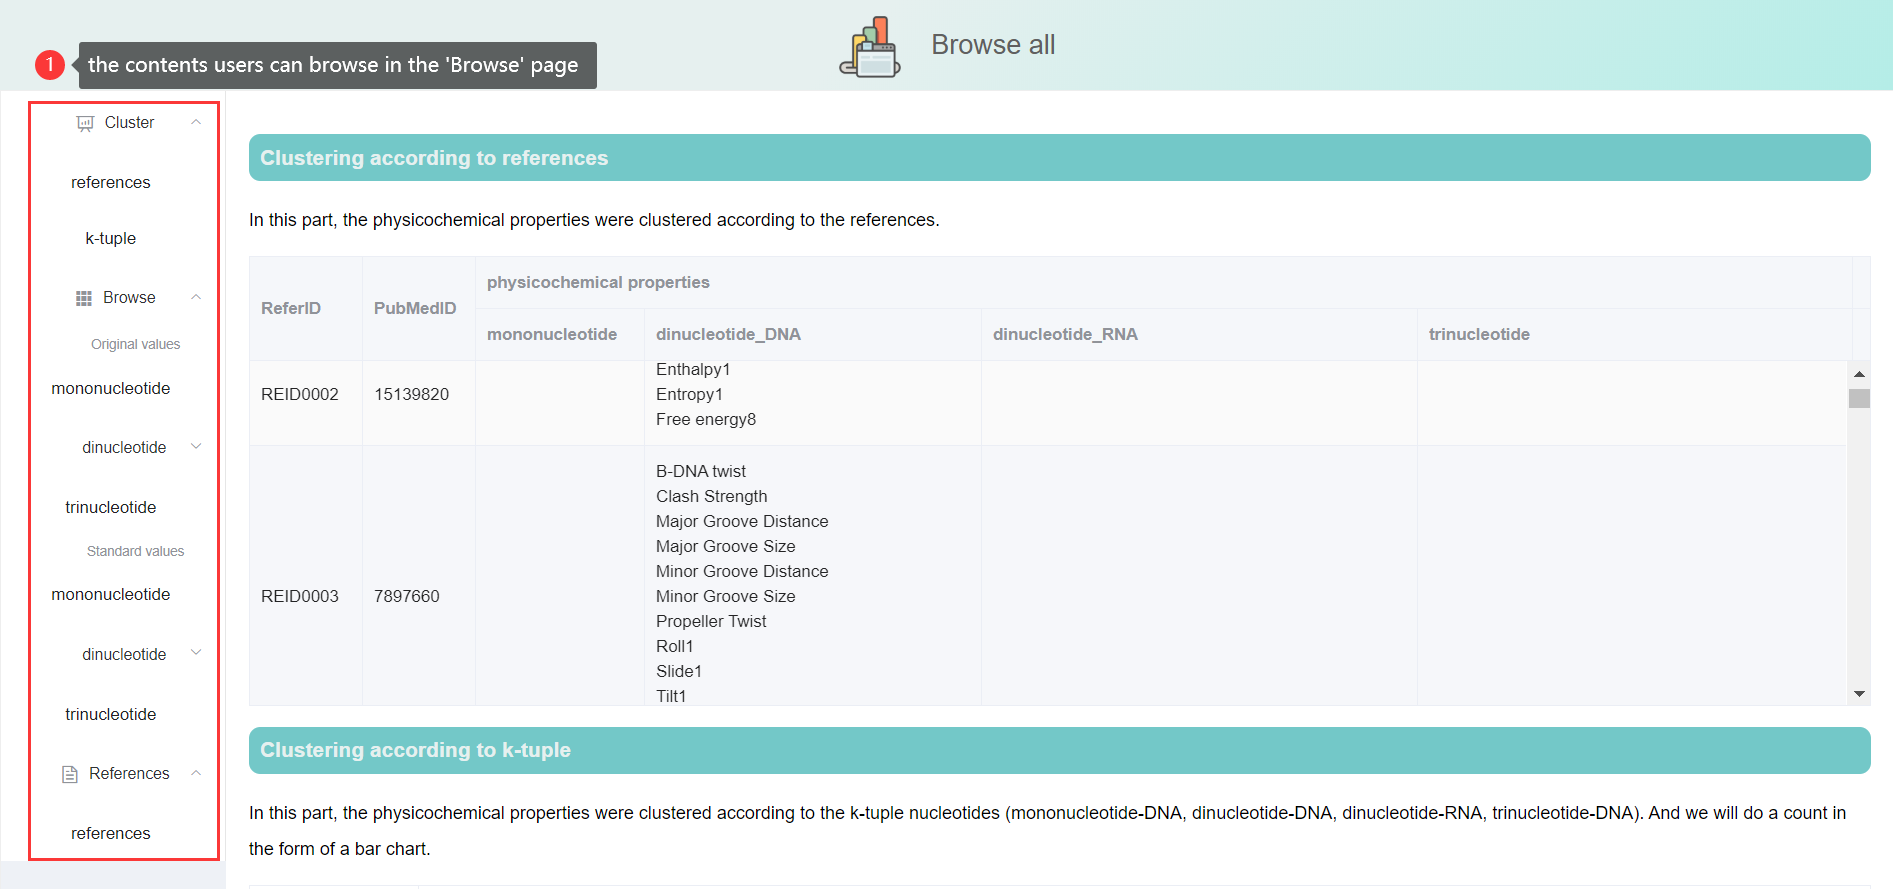 Browse all
1 the contents users can browse in the 'Browse' page
Cluster
references
k-tuple
Browse
Original values
mononucleotide
dinucleotide
trinucleotide
Standard values
mononucleotide
dinucleotide
trinucleotide
References
references
Clustering according to references
In this part, the physicochemical properties were clustered according to the references.
ReferID PubMedID physicochemical properties
mononucleotide dinucleotide_DNA dinucleotide_RNA trinucleotide
REID0002 15139820
Enthalpy1
Entropy1
Free energy8
REID0003 7897660
B-DNA twist
Clash Strength
Major Groove Distance
Major Groove Size
Minor Groove Distance
Minor Groove Size
Propeller Twist
Roll1
Slide1
Tilt1
Clustering according to k-tuple
In this part, the physicochemical properties were clustered according to the k-tuple nucleotides (mononucleotide-DNA, dinucleotide-DNA, dinucleotide-RNA, trinucleotide-DNA). And we will do a count in
the form of a bar chart.